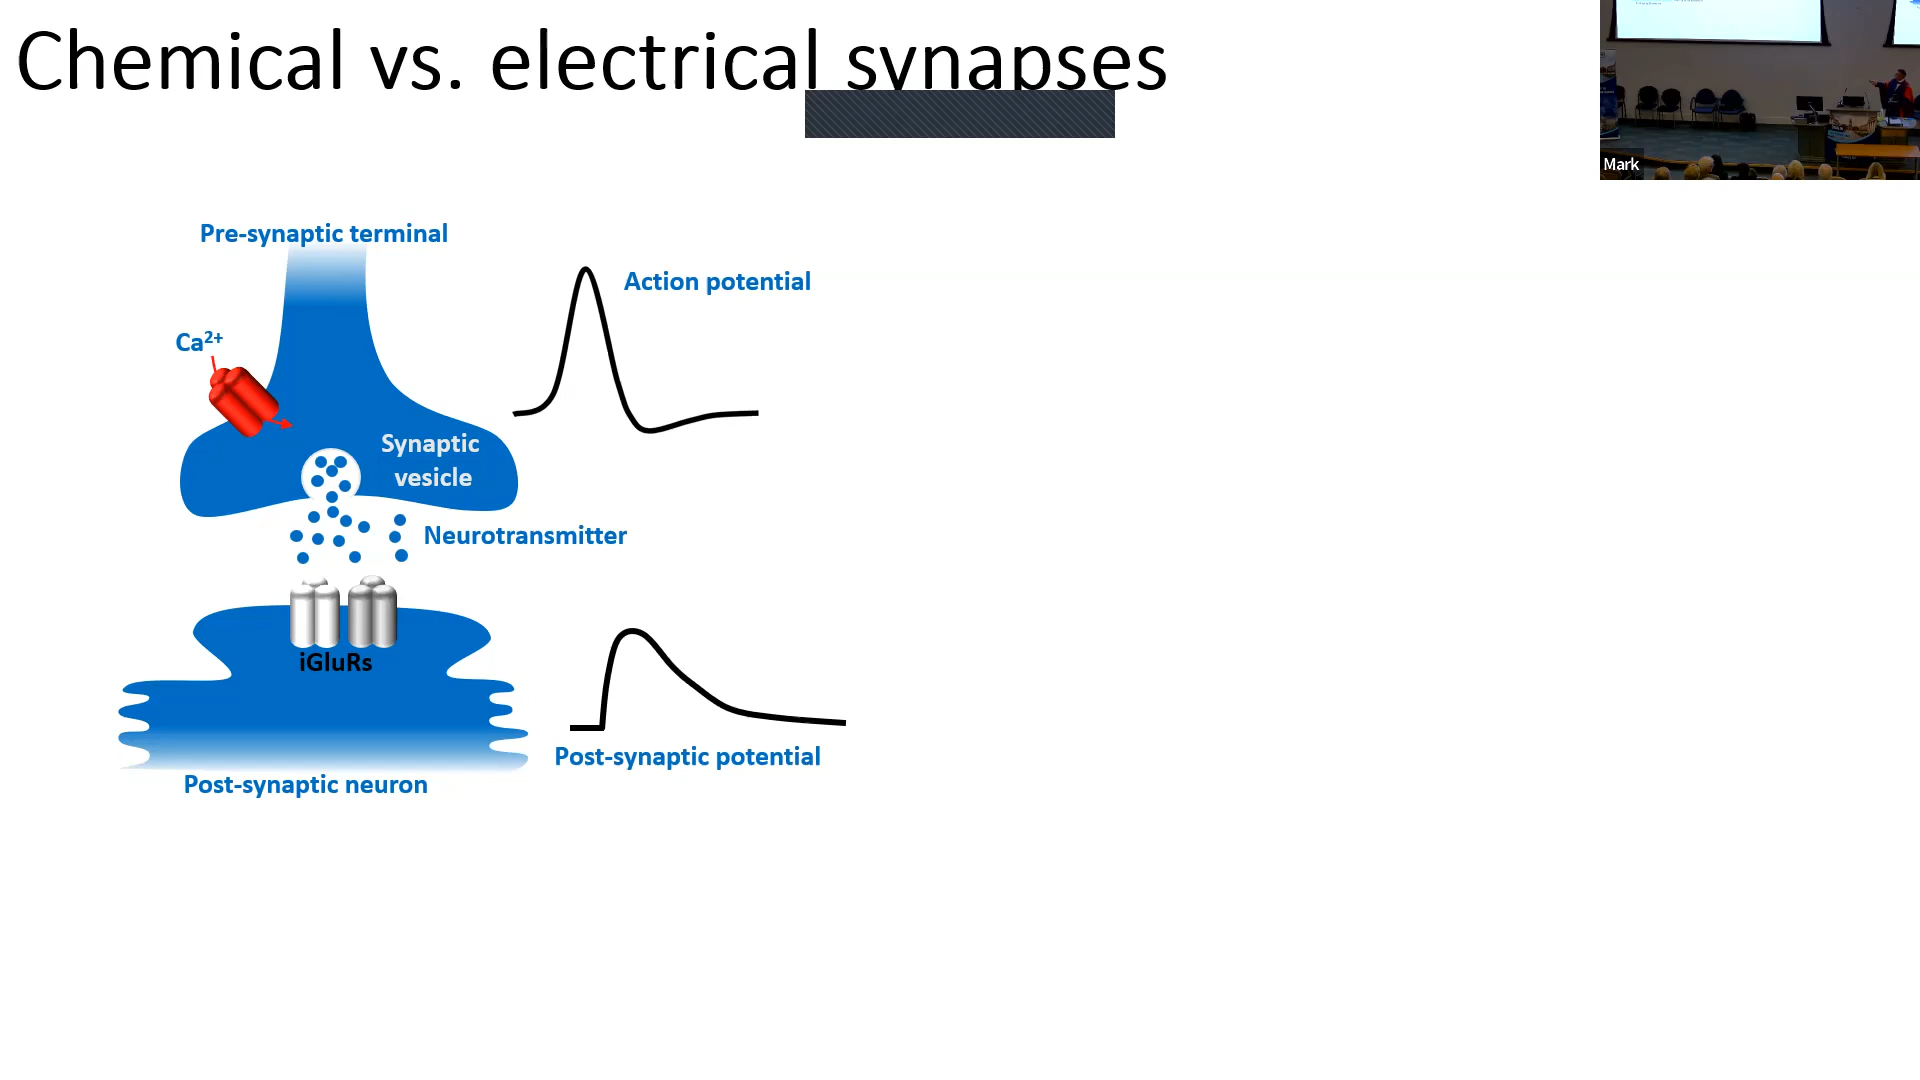 Chemical vs. electrical synapses
Mark
Pre-synaptic terminal
Action potential
Ca²⁺
Synaptic
vesicle
Neurotransmitter
iGluRs
Post-synaptic potential
Post-synaptic neuron